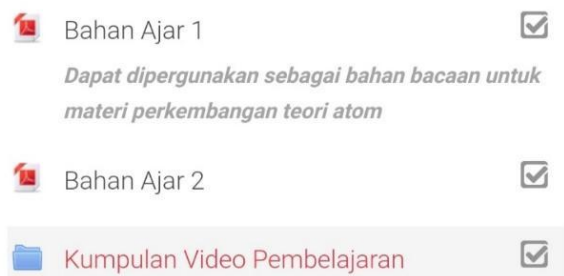 Bahan Ajar 1
Dapat dipergunakan sebagai bahan bacaan untuk
materi perkembangan teori atom
Bahan Ajar 2
Kumpulan Video Pembelajaran